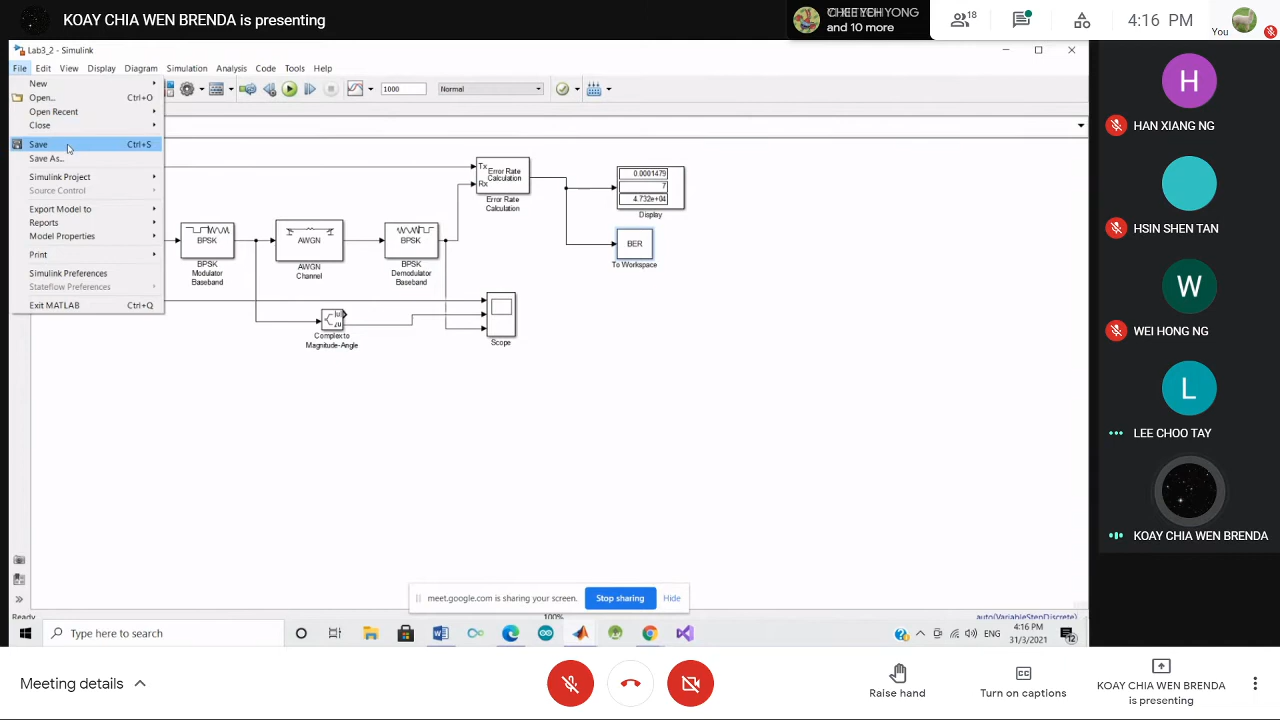 KOAY CHIA WEN BRENDA is presenting
and 10 more
18
4:16 PM
You
Lab3_2 - Simulink
File Edit View Display Diagram Simulation Analysis Code Tools Help
1000
Normal
New
Open... Ctrl+O
Open Recent
Close
Save Ctrl+S
Save As...
Simulink Project
Source Control
Export Model to
Reports
Model Properties
Print
Simulink Preferences
Stateflow Preferences
Exit MATLAB Ctrl+Q
Tx
Rx
Error Rate
Calculation
Error Rate
Calculation
0.0001479
7
4.732e+04
Display
BER
To Workspace
BPSK
BPSK
Modulator
Baseband
AWGN
AWGN
Channel
BPSK
BPSK
Demodulator
Baseband
|u|
∠u
Complex to
Magnitude-Angle
Scope
meet.google.com is sharing your screen. Stop sharing Hide
Ready
100%
auto(VariableStepDiscrete)
Type here to search
ENG
4:16 PM
31/3/2021
12
H
HAN XIANG NG
HSIN SHEN TAN
W
WEI HONG NG
L
LEE CHOO TAY
KOAY CHIA WEN BRENDA
Meeting details
Raise hand
Turn on captions
KOAY CHIA WEN BRENDA
is presenting